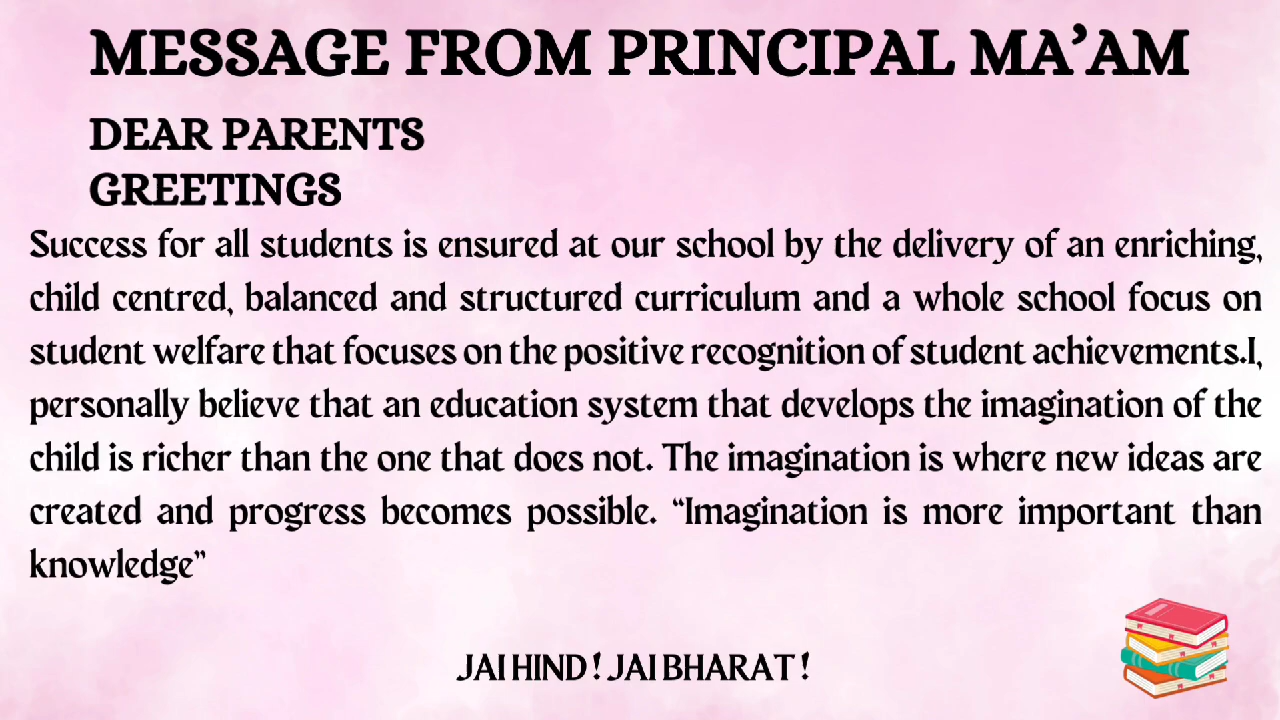 MESSAGE FROM PRINCIPAL MA’AM
DEAR PARENTS
GREETINGS
Success for all students is ensured at our school by the delivery of an enriching,
child centred, balanced and structured curriculum and a whole school focus on
student welfare that focuses on the positive recognition of student achievements.I,
personally believe that an education system that develops the imagination of the
child is richer than the one that does not. The imagination is where new ideas are
created and progress becomes possible. “Imagination is more important than
knowledge”
JAI HIND ! JAI BHARAT !